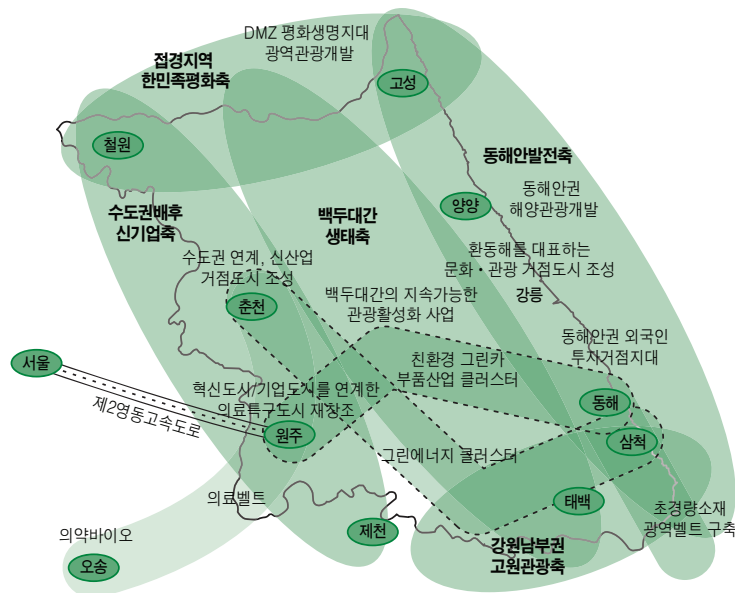 DMZ 평화생명지대
광역관광개발
접경지역
한민족평화축
고성
철원
동해안발전축
동해안권
해양관광개발
양양
수도권배후
신기업축
백두대간
생태축
환동해를 대표하는
문화・관광 거점도시 조성
강릉
수도권 연계, 신산업
거점도시 조성
춘천
백두대간의 지속가능한
관광활성화 사업
동해안권 외국인
투자거점지대
친환경 그린카
부품산업 클러스터
서울
제2영동고속도로
혁신도시/기업도시를 연계한
의료특구도시 재창조
원주
동해
삼척
그린에너지 클러스터
의료벨트
태백
초경량소재
광역벨트 구축
제천
강원남부권
고원관광축
의약바이오
오송